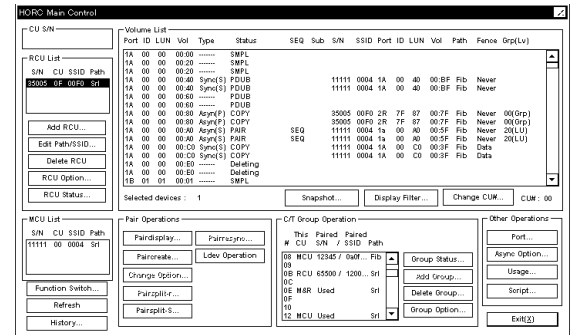 HORC Main Control
CU S/N
RCU List
S/N CU SSID Path
35005 0F 00F0 Srl
Add RCU...
Edit Path/SSID...
Delete RCU
RCU Option...
RCU Status...
Volume List
Port ID LUN Vol Type Status SEQ Sub S/N SSID Port ID LUN Vol Path Fence Grp(Lv)
1A 00 00 00:00 ------- SMPL
1A 00 00 00:20 ------- SMPL
1A 00 00 00:20 ------- SMPL
1A 00 00 00:40 Sync(S) PDUB 11111 0004 1A 00 40 00:BF Fib Never
1A 00 00 00:60 Sync(S) PDUB 11111 0004 1A 00 40 00:BF Fib Never
1A 00 00 00:60 ------- COPY
1A 00 00 00:80 Asyn(P) COPY 35005 00F0 2R 7F 87 00:7F Fib Never 00(Grp)
1A 00 00 00:80 Asyn(P) COPY 35005 00F0 2R 7F 87 00:7F Fib Never 00(Grp)
1A 00 00 00:A0 Asyn(S) PAIR SEQ 11111 0004 1a 00 A0 00:5F Fib Never 20(LU)
1A 00 00 00:A0 Asyn(S) PAIR SEQ 11111 0004 1a 00 A0 00:5F Fib Never 20(LU)
1A 00 00 00:C0 Sync(S) COPY 11111 0004 1A 00 C0 00:3F Fib Data
1A 00 00 00:C0 Sync(S) COPY 11111 0004 1A 00 C0 00:3F Fib Data
1A 00 00 00:E0 ------- Deleting
1A 00 00 00:E0 ------- Deleting
1B 01 01 00:01 ------- SMPL
Selected devices : 1
Snapshot...
Display Filter...
Change CU#...
CU#: 00
MCU List
S/N CU SSID Path
11111 00 0004 Srl
Function Switch...
Refresh
History...
Pair Operations
Pairdisplay...
Pairresync...
Paircreate...
Ldev Operation
Change Option...
Pairsplit-r...
Pairsplit-S...
C/T Group Operation
This Paired Paired
# CU S/N / SSID Path
08 MCU 12345 / 0a0f... Fib
09
0B RCU 65500 / 1200... Srl
0C
0E M&R Used Srl
0F
10
12 MCU Used Srl
Group Status...
Add Group...
Delete Group...
Group Option...
Other Operations
Port...
Async Option...
Usage...
Script...
Exit(X)